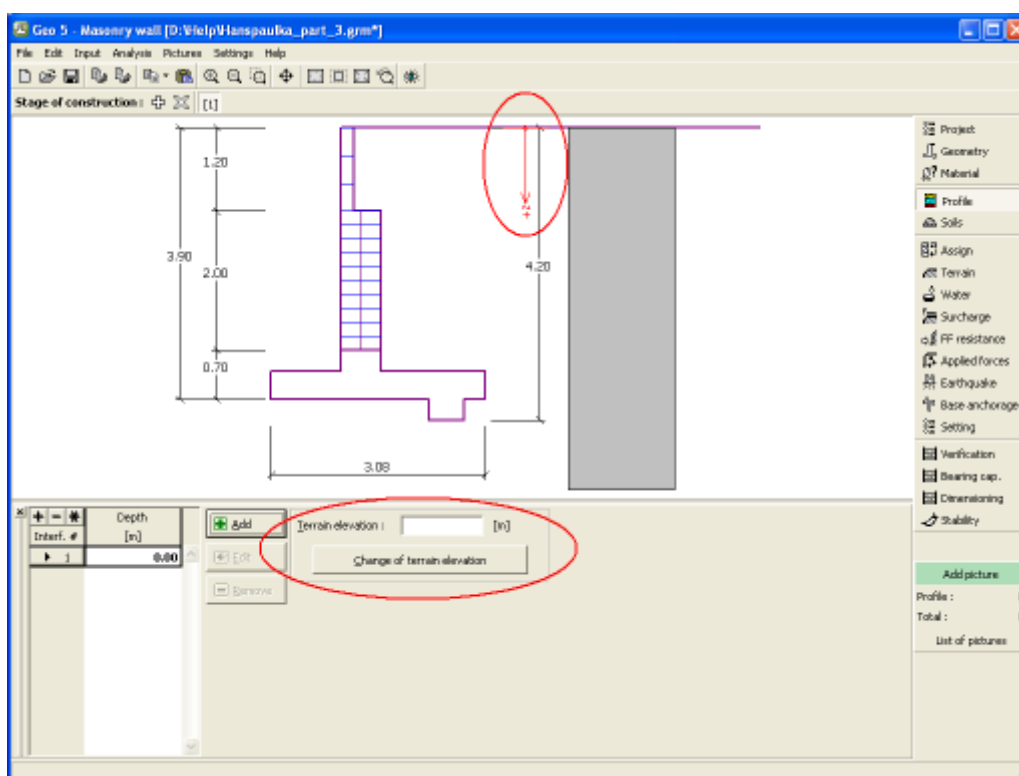 Geo 5 - Masonry wall [D:\Help\Hanspaulka_part_3.grm*]
File Edit Input Analysis Pictures Settings Help
Stage of construction : [1]
1.20
3.90
2.00
0.70
3.08
+z
4.20
Project
Geometry
Material
Profile
Soils
Assign
Terrain
Water
Surcharge
FF resistance
Applied forces
Earthquake
Base anchorage
Setting
Verification
Bearing cap.
Dimensioning
Stability
Add picture
Profile :
Total :
List of pictures
Interf. #
Depth
[m]
1 0.00
Add
Edit
Remove
Terrain elevation : [m]
Change of terrain elevation